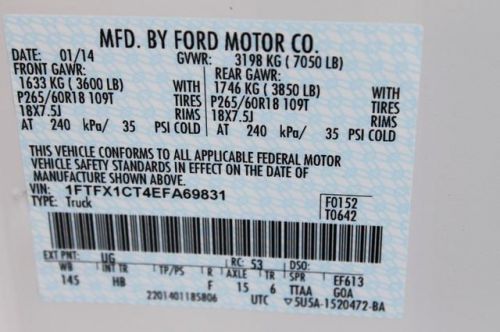 MFD. BY FORD MOTOR CO.
DATE: 01/14 GVWR: 3198 KG ( 7050 LB)
FRONT GAWR: REAR GAWR:
1633 KG ( 3600 LB) 1746 KG ( 3850 LB)
P265/60R18 109T TIRES P265/60R18 109T TIRES
18X7.5J RIMS 18X7.5J RIMS
AT 240 kPa/ 35 PSI COLD AT 240 kPa/ 35 PSI COLD
THIS VEHICLE CONFORMS TO ALL APPLICABLE FEDERAL MOTOR
VEHICLE SAFETY STANDARDS IN EFFECT ON THE DATE OF
MANUFACTURE SHOWN ABOVE.
VIN: 1FTFX1CT4EFA69831 F0152
TYPE: Truck T0642
EXT PNT: UG RC: 53 DSO:
WB INT TR TP/PS R AXLE TR SPR EF613
145 HB F 15 6 TTAA GOA
2201401185806 UTC 5U5A-1520472-BA